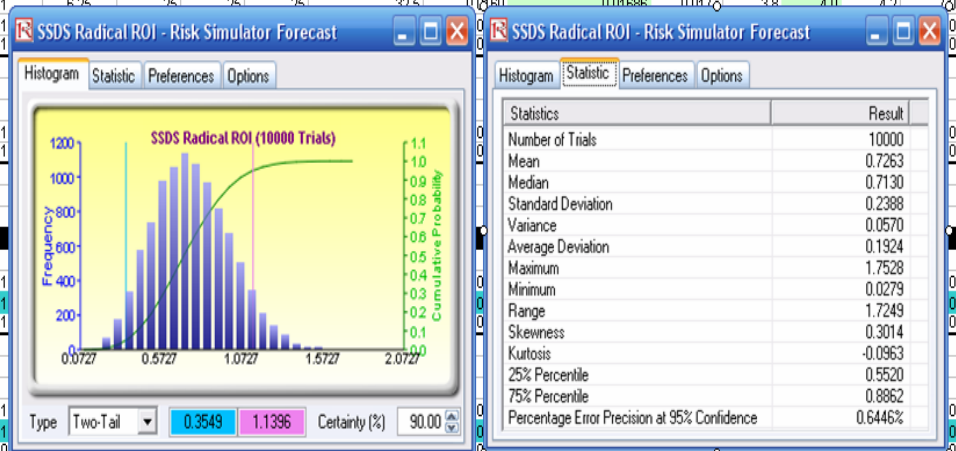 SSDS Radical ROI - Risk Simulator Forecast
Histogram Statistic Preferences Options
SSDS Radical ROI (10000 Trials)
Frequency
1200
1000
800
600
400
200
0
Cumulative Probability
1.1
1.0
0.9
0.8
0.7
0.6
0.5
0.4
0.3
0.2
0.1
0.0
0.0727 0.5727 1.0727 1.5727 2.0727
Type Two-Tail 0.3549 1.1396 Certainty (%) 90.00
SSDS Radical ROI - Risk Simulator Forecast
Histogram Statistic Preferences Options
Statistics Result
Number of Trials 10000
Mean 0.7263
Median 0.7130
Standard Deviation 0.2388
Variance 0.0570
Average Deviation 0.1924
Maximum 1.7528
Minimum 0.0279
Range 1.7249
Skewness 0.3014
Kurtosis -0.0963
25% Percentile 0.5520
75% Percentile 0.8862
Percentage Error Precision at 95% Confidence 0.6446%